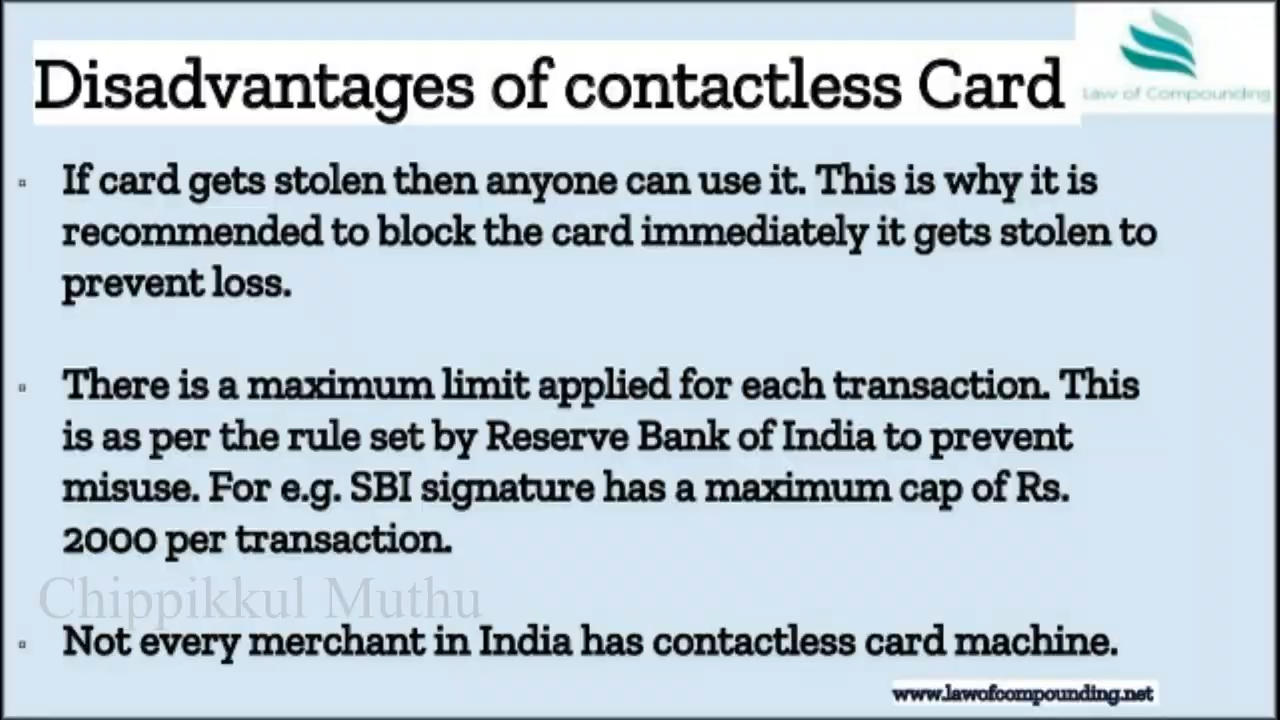 Disadvantages of contactless Card
Law of Compounding
▫ If card gets stolen then anyone can use it. This is why it is
recommended to block the card immediately it gets stolen to
prevent loss.
▫ There is a maximum limit applied for each transaction. This
is as per the rule set by Reserve Bank of India to prevent
misuse. For e.g. SBI signature has a maximum cap of Rs.
2000 per transaction.
Chippikkul Muthu
▫ Not every merchant in India has contactless card machine.
www.lawofcompounding.net